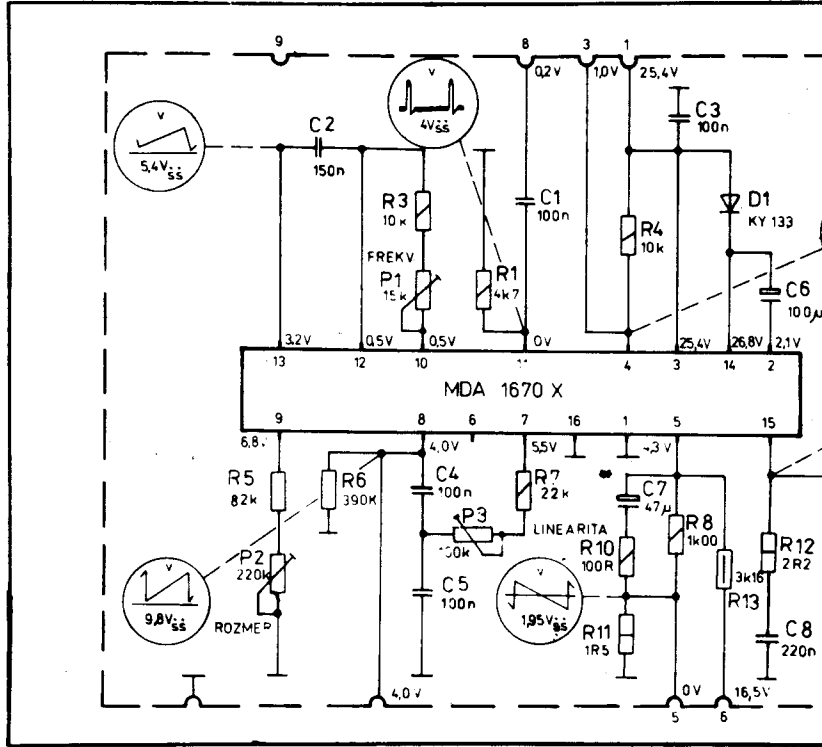 9
8
3
1
0,2V
1,0V
25,4V
V
4Všš
V
5,4Všš
C2
150n
C3
100n
R3
10k
C1
100n
D1
KY 133
R4
10k
FREKV
P1
15k
R1
4k7
C6
100µ
3,2V
0,5V
0,5V
0V
25,4V
26,8V
2,1V
13
12
10
11
4
3
14
2
MDA 1670 X
9
8
6
7
16
1
5
15
6,8V
4,0V
5,5V
4,3V
R5
82k
R6
390K
C4
100n
R7
22k
C7
47µ
R8
1k00
P3
100k
LINEARITA
R10
100R
R12
2R2
P2
220k
C5
100n
3k16
R13
V
9,8Všš
ROZMER
V
1,95Všš
R11
1R5
C8
220n
4,0V
0V
16,5V
5
6